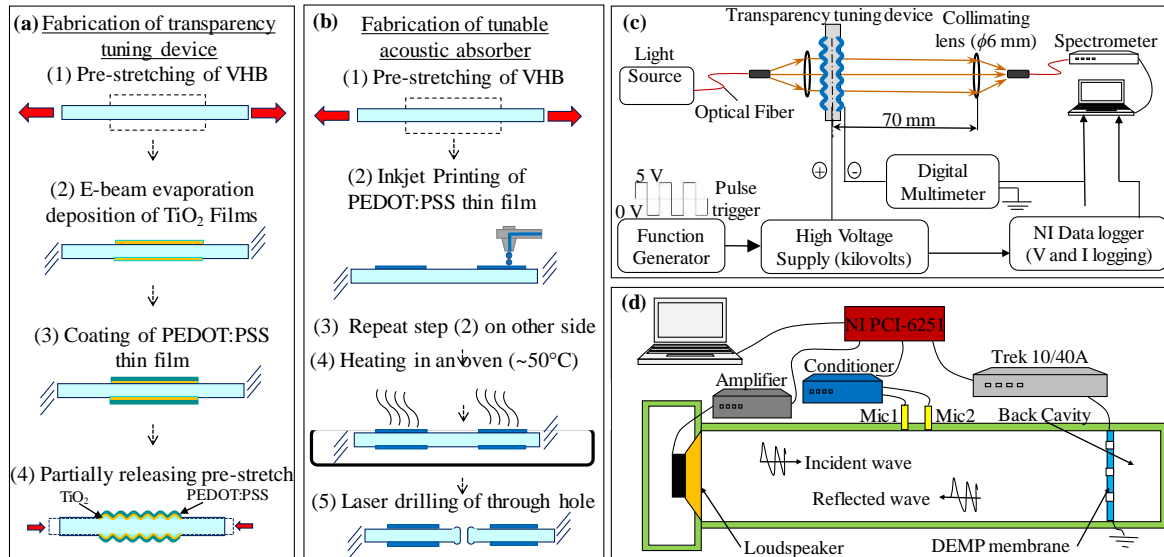 (a) Fabrication of transparency
tuning device
(1) Pre-stretching of VHB
(2) E-beam evaporation
deposition of TiO2 Films
(3) Coating of PEDOT:PSS
thin film
(4) Partially releasing pre-stretch
TiO2
PEDOT:PSS
(b) Fabrication of tunable
acoustic absorber
(1) Pre-stretching of VHB
(2) Inkjet Printing of
PEDOT:PSS thin film
(3) Repeat step (2) on other side
(4) Heating in an oven (~50°C)
(5) Laser drilling of through hole
(c)
Transparency tuning device
Collimating
lens (ϕ6 mm)
Spectrometer
Light
Source
Optical Fiber
70 mm
+
-
Digital
Multimeter
5 V
0 V
Pulse
trigger
Function
Generator
High Voltage
Supply (kilovolts)
NI Data logger
(V and I logging)
(d)
NI PCI-6251
Trek 10/40A
Conditioner
Amplifier
Mic1
Mic2
Back Cavity
Incident wave
Reflected wave
Loudspeaker
DEMP membrane